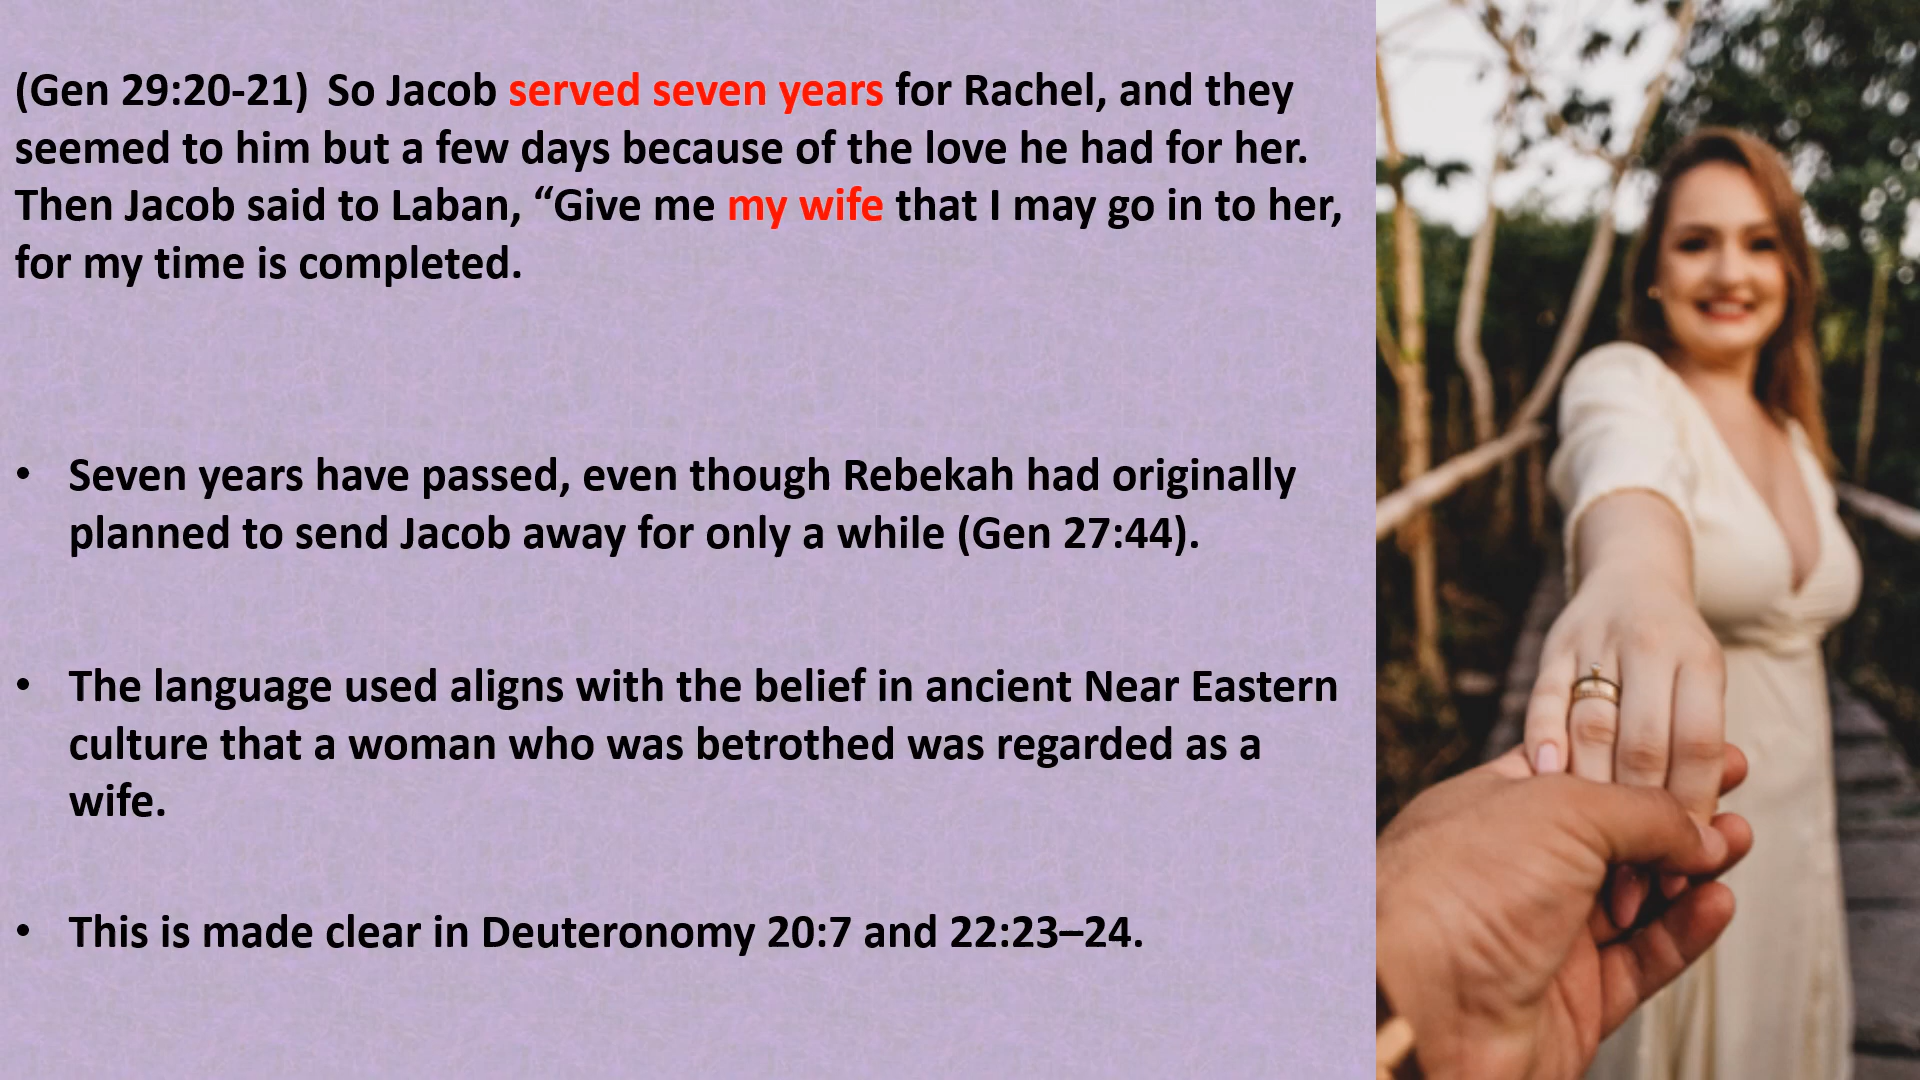 (Gen 29:20-21) So Jacob served seven years for Rachel, and they
seemed to him but a few days because of the love he had for her.
Then Jacob said to Laban, “Give me my wife that I may go in to her,
for my time is completed.
• Seven years have passed, even though Rebekah had originally
planned to send Jacob away for only a while (Gen 27:44).
• The language used aligns with the belief in ancient Near Eastern
culture that a woman who was betrothed was regarded as a
wife.
• This is made clear in Deuteronomy 20:7 and 22:23–24.